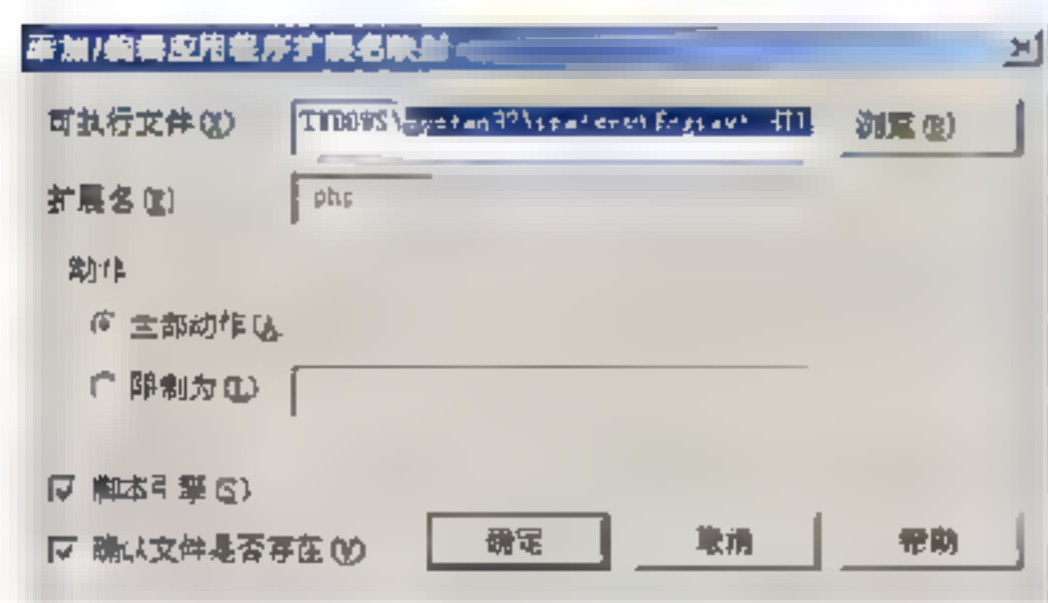 添加/编辑应用程序扩展名映射
可执行文件(X) 浏览(R)
扩展名(E) php
动作
全部动作(A
限制为(L)
脚本引擎(S)
确认文件是否存在(V)
确定 取消 帮助